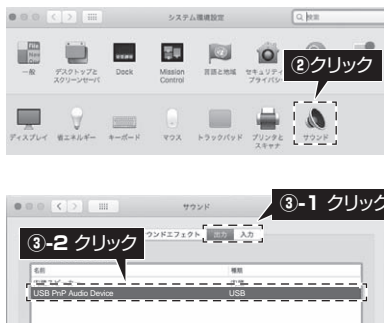 システム環境設定
検索
File
New
Opn
一般
デスクトップと
スクリーンセーバ
Dock
Mission
Control
言語と地域
セキュリティ
プライバシー
②クリック
ディスプレイ
省エネルギー
キーボード
マウス
トラックパッド
プリンタと
スキャナ
サウンド
サウンド
③-1 クリック
③-2 クリック
ウンドエフェクト
出力
入力
名前
種類
USB PnP Audio Device
USB